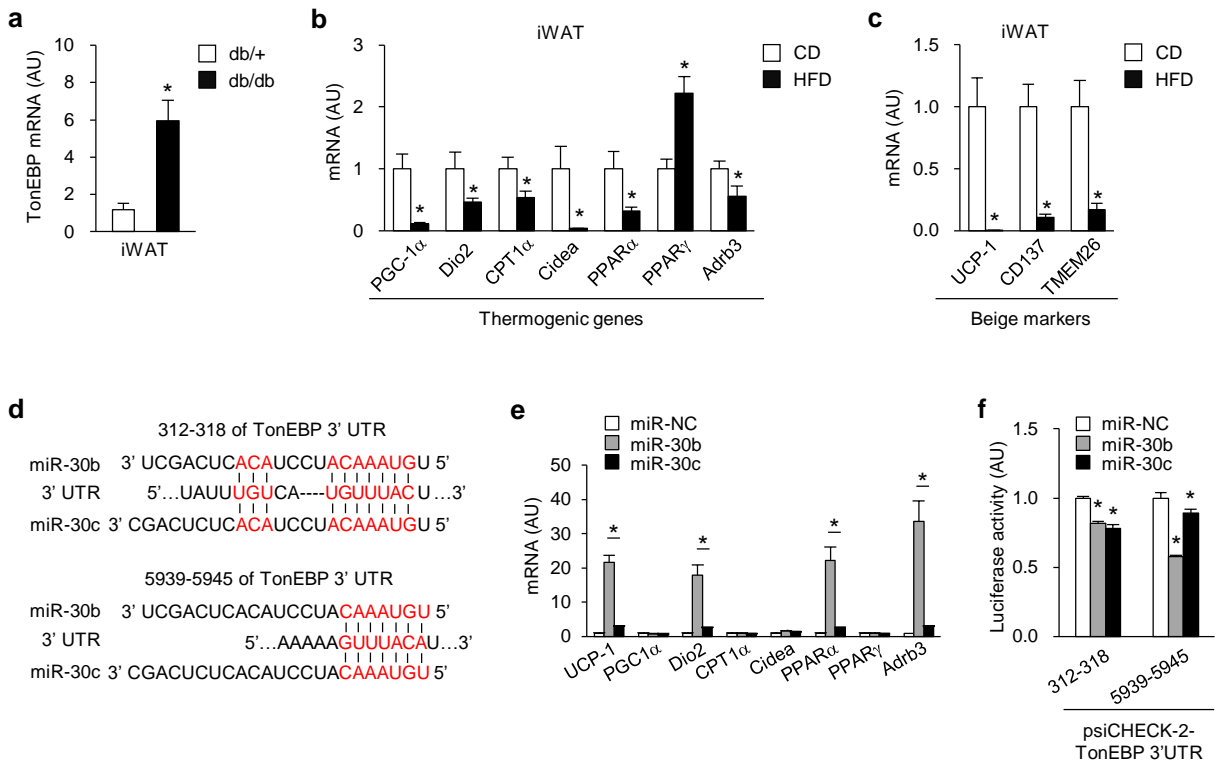 a
TonEBP mRNA (AU)
10
8
6
4
2
0
db/+
db/db
*
iWAT
b
iWAT
mRNA (AU)
3
2
1
0
CD
HFD
* * * * * * *
PGC-1α Dio2 CPT1α Cidea PPARα PPARγ Adrb3
Thermogenic genes
c
iWAT
mRNA (AU)
1.5
1.0
0.5
0.0
CD
HFD
* * *
UCP-1 CD137 TMEM26
Beige markers
d
312-318 of TonEBP 3’ UTR
miR-30b 3’ UCGACUCACAUCCUACAAAUGU 5’
3’ UTR 5’…UAUUUGUCA----UGUUUACU…3’
miR-30c 3’ CGACUCUCACAUCCUACAAAUGU 5’
5939-5945 of TonEBP 3’ UTR
miR-30b 3’ UCGACUCACAUCCUACAAAUGU 5’
3’ UTR 5’…AAAAAGUUUACAU…3’
miR-30c 3’ CGACUCUCACAUCCUACAAAUGU 5’
e
miR-NC
miR-30b
miR-30c
mRNA (AU)
50
40
30
20
10
0
* * * *
UCP-1 PGC1α Dio2 CPT1α Cidea PPARα PPARγ Adrb3
f
miR-NC
miR-30b
miR-30c
Luciferase activity (AU)
1.5
1.0
0.5
0.0
* * * *
312-318 5939-5945
psiCHECK-2-
TonEBP 3’UTR